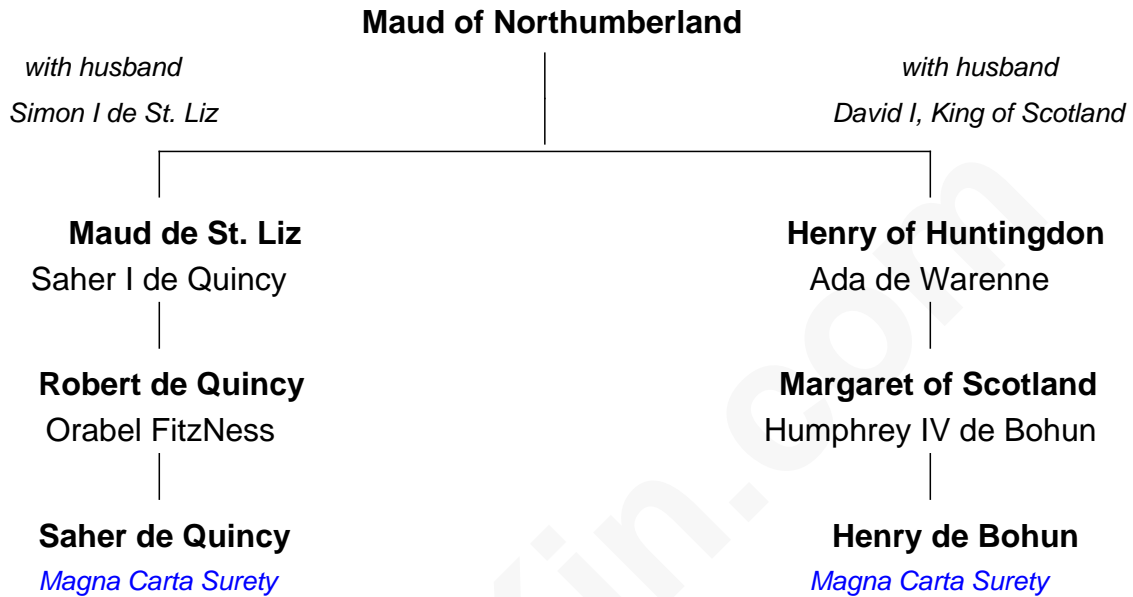 Maud of Northumberland
with husband
Simon I de St. Liz
with husband
David I, King of Scotland
Maud de St. Liz
Saher I de Quincy
Henry of Huntingdon
Ada de Warenne
Robert de Quincy
Orabel FitzNess
Margaret of Scotland
Humphrey IV de Bohun
Saher de Quincy
Magna Carta Surety
Henry de Bohun
Magna Carta Surety